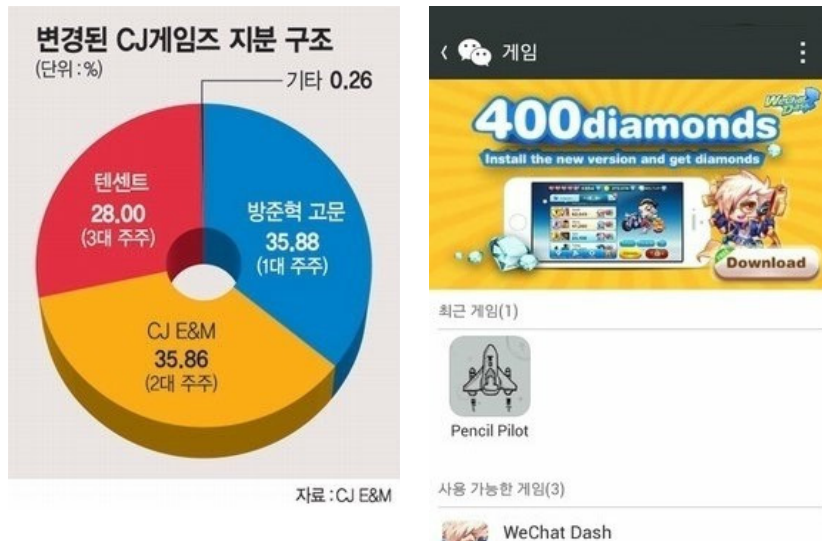 변경된 CJ게임즈 지분 구조
(단위:%)
기타 0.26
텐센트
28.00
(3대 주주)
방준혁 고문
35.88
(1대 주주)
CJ E&M
35.86
(2대 주주)
자료:CJ E&M
게임
WeChat
Dash
400diamonds
Install the new version and get diamonds
Download
최근 게임(1)
Pencil Pilot
사용 가능한 게임(3)
WeChat Dash